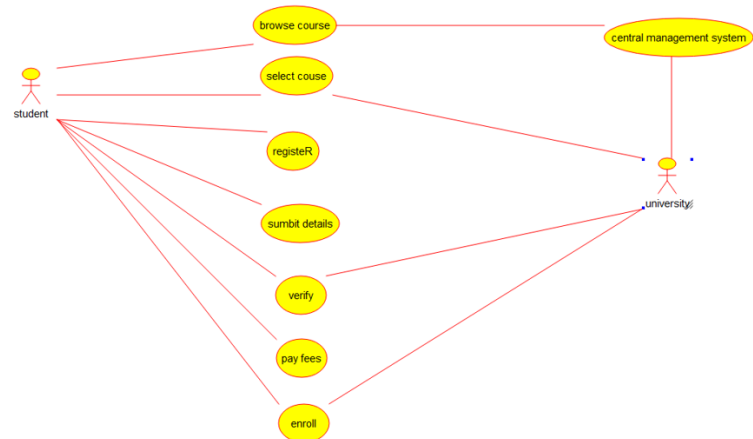 browse course
central management system
select couse
student
registeR
university
sumbit details
verify
pay fees
enroll